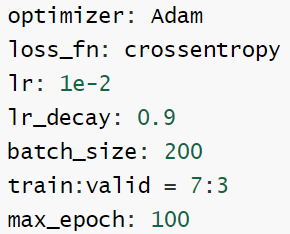 optimizer: Adam
loss_fn: crossentropy
lr: 1e-2
lr_decay: 0.9
batch_size: 200
train:valid = 7:3
max_epoch: 100